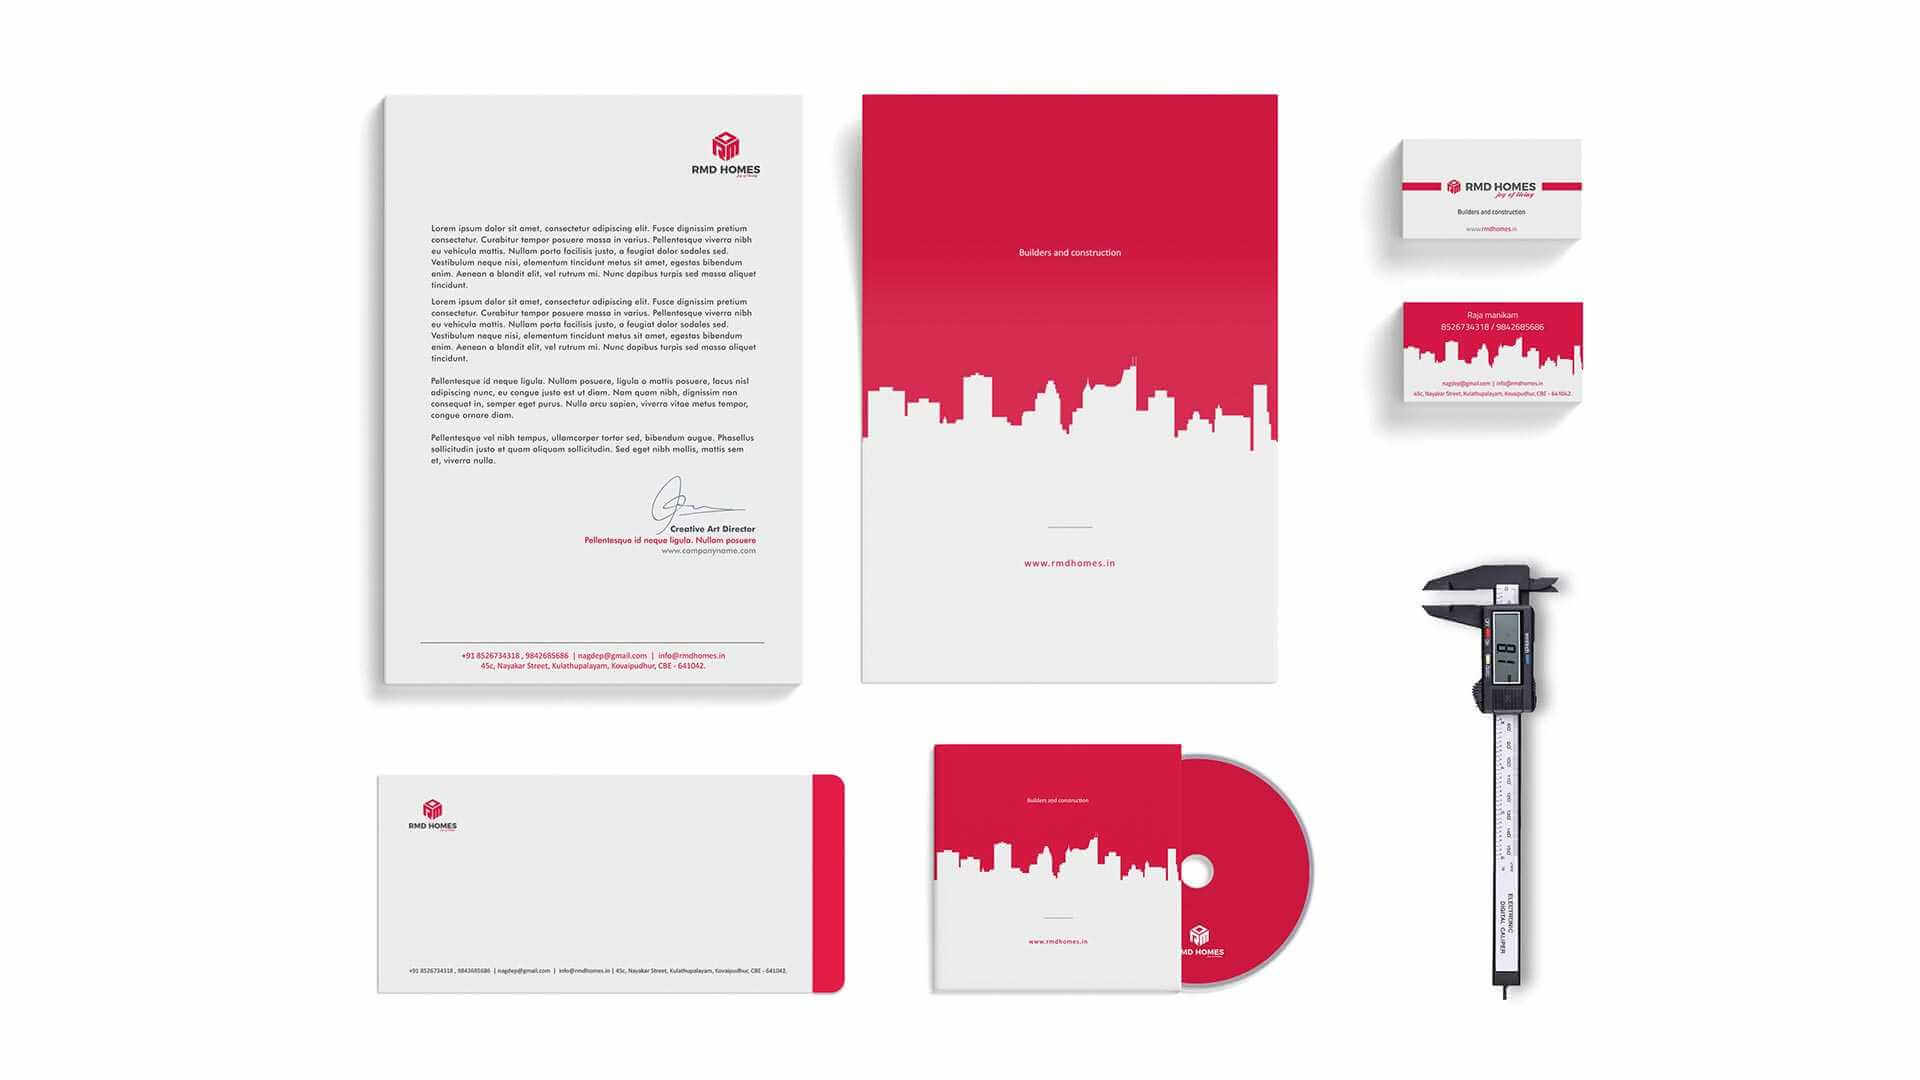 RMD HOMES
joy of living
Lorem ipsum dolor sit amet, consectetur adipiscing elit. Fusce dignissim pretium
consectetur. Curabitur tempor posuere massa in varius. Pellentesque viverra nibh
eu vehicula mattis. Nullam porta facilisis justo, a feugiat dolor sodales sed.
Vestibulum neque nisi, elementum tincidunt metus sit amet, egestas bibendum
enim. Aenean a blandit elit, vel rutrum mi. Nunc dapibus turpis sed massa aliquet
tincidunt.
Lorem ipsum dolor sit amet, consectetur adipiscing elit. Fusce dignissim pretium
consectetur. Curabitur tempor posuere massa in varius. Pellentesque viverra nibh
eu vehicula mattis. Nullam porta facilisis justo, a feugiat dolor sodales sed.
Vestibulum neque nisi, elementum tincidunt metus sit amet, egestas bibendum
enim. Aenean a blandit elit, vel rutrum mi. Nunc dapibus turpis sed massa aliquet
tincidunt.
Pellentesque id neque ligula. Nullam posuere, ligula a mattis posuere, lacus nisl
adipiscing nunc, eu congue justo est ut diam. Nam quam nibh, dignissim non
consequat in, semper eget purus. Nulla arcu sapien, viverra vitae metus tempor,
congue ornare diam.
Pellentesque vel nibh tempus, ullamcorper tortor sed, bibendum augue. Phasellus
sollicitudin justo et quam aliquam sollicitudin. Sed eget nibh mollis, mattis sem
et, viverra nulla.
Creative Art Director
Pellentesque id neque ligula. Nullam posuere
www.companyname.com
+91 8526734318 , 9842685686 | nagdep@gmail.com | info@rmdhomes.in
45c, Nayakar Street, Kulathupalayam, Kovaipudhur, CBE - 641042.
Builders and construction
www.rmdhomes.in
RMD HOMES
joy of living
Builders and construction
www.rmdhomes.in
Raja manikam
8526734318 / 9842685686
nagdep@gmail.com | info@rmdhomes.in
45c, Nayakar Street, Kulathupalayam, Kovaipudhur, CBE - 641042.
RMD HOMES
+91 8526734318 , 9842685686 | nagdep@gmail.com | info@rmdhomes.in | 45c, Nayakar Street, Kulathupalayam, Kovaipudhur, CBE - 641042.
Builders and construction
www.rmdhomes.in
MD HOMES
ELECTRONIC
DIGITAL CALIPER